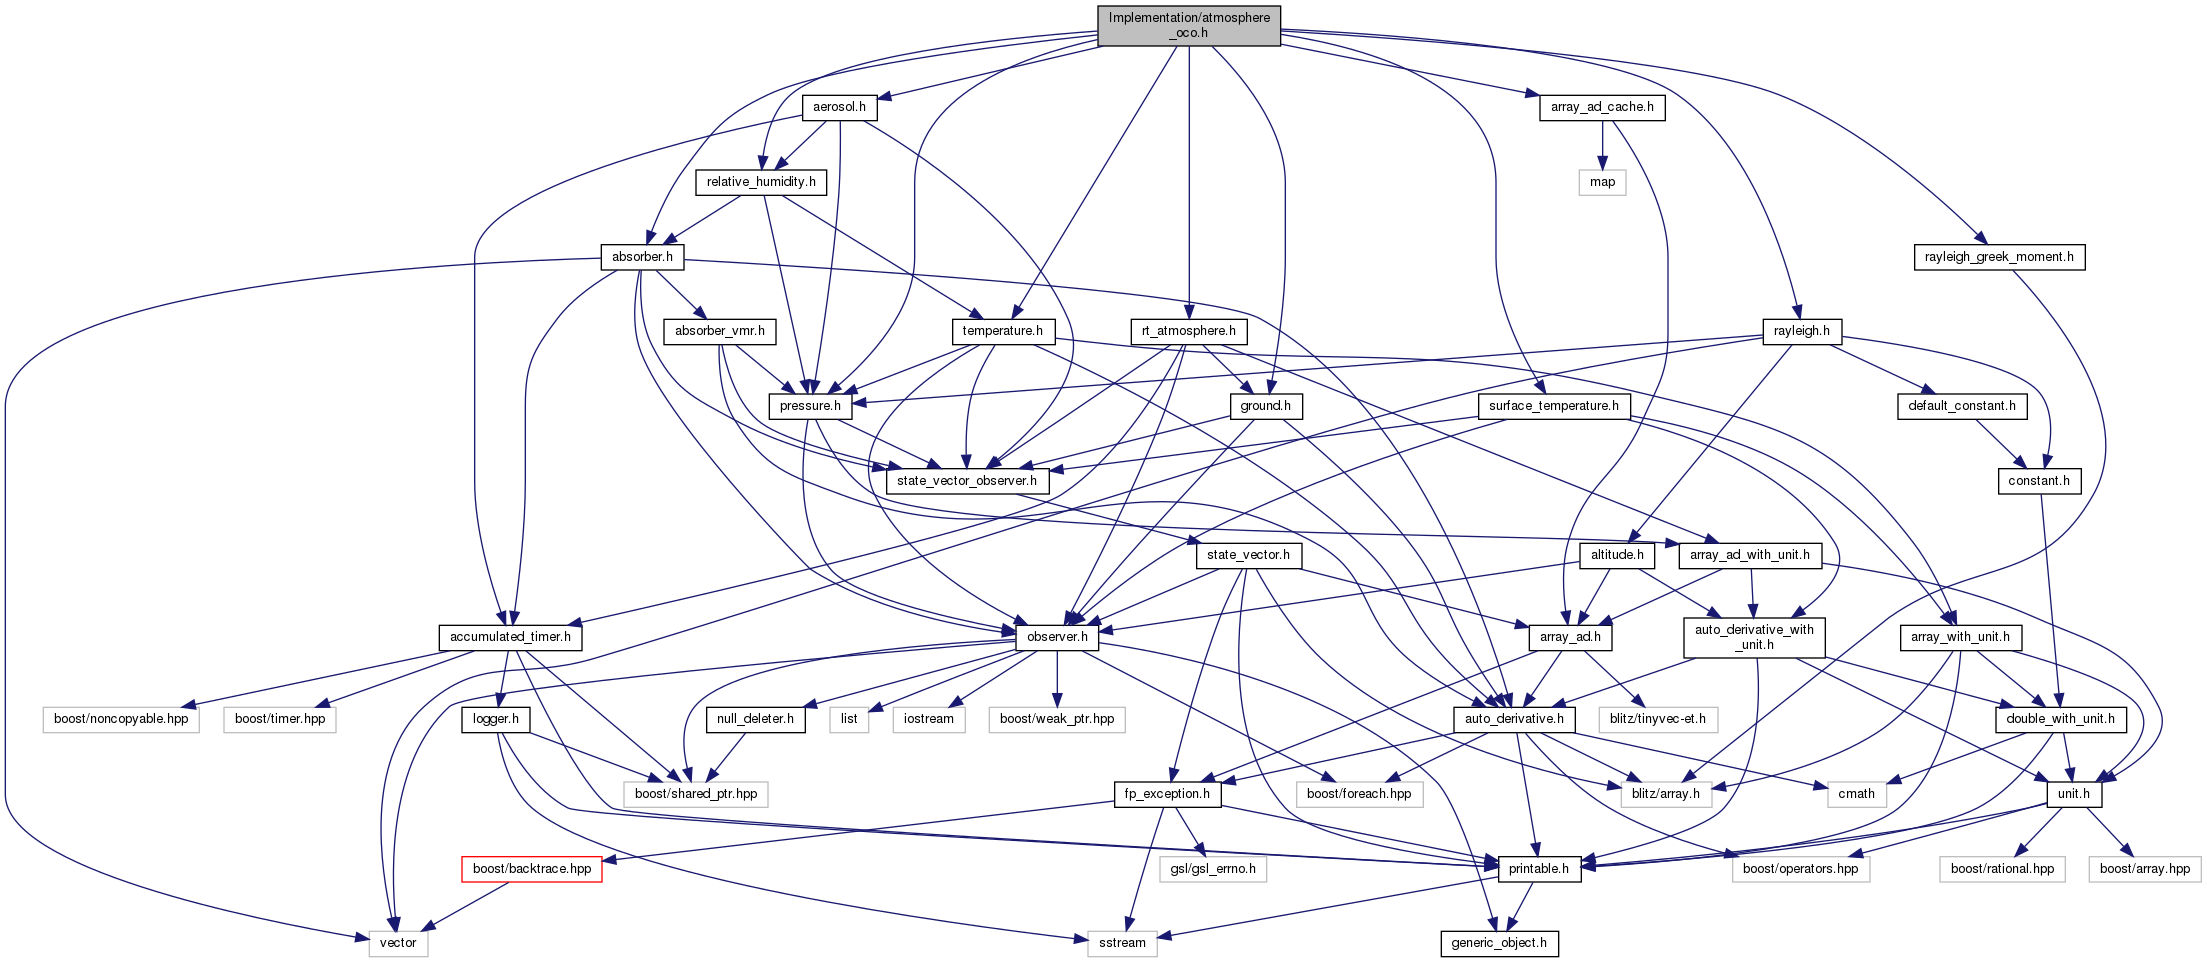 Implementation/atmosphere
_oco.h
aerosol.h
array_ad_cache.h
relative_humidity.h
map
absorber.h
rayleigh_greek_moment.h
absorber_vmr.h
temperature.h
rt_atmosphere.h
rayleigh.h
pressure.h
ground.h
surface_temperature.h
default_constant.h
state_vector_observer.h
constant.h
state_vector.h
altitude.h
array_ad_with_unit.h
accumulated_timer.h
observer.h
array_ad.h
auto_derivative_with
_unit.h
array_with_unit.h
boost/noncopyable.hpp
boost/timer.hpp
logger.h
null_deleter.h
list
iostream
boost/weak_ptr.hpp
auto_derivative.h
blitz/tinyvec-et.h
double_with_unit.h
boost/shared_ptr.hpp
fp_exception.h
boost/foreach.hpp
blitz/array.h
cmath
unit.h
boost/backtrace.hpp
gsl/gsl_errno.h
printable.h
boost/operators.hpp
boost/rational.hpp
boost/array.hpp
vector
sstream
generic_object.h